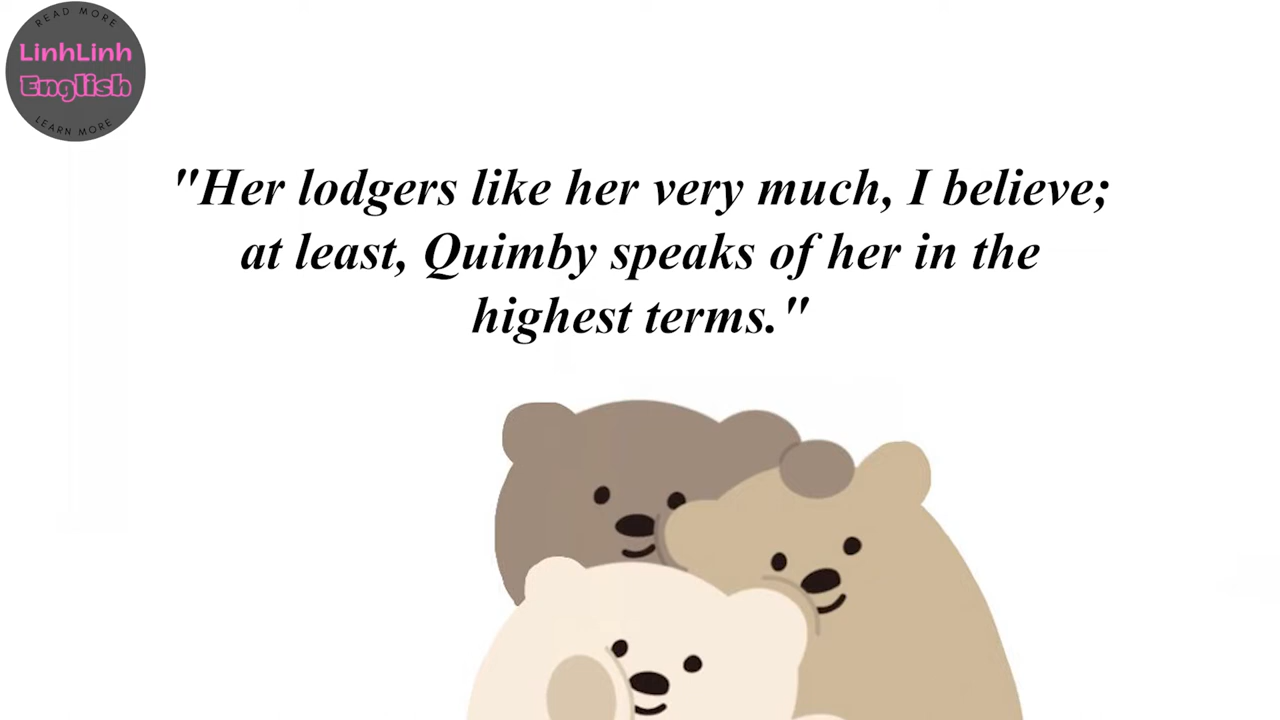 READ MORE
LinhLinh
English
LEARN MORE
"Her lodgers like her very much, I believe;
at least, Quimby speaks of her in the
highest terms."